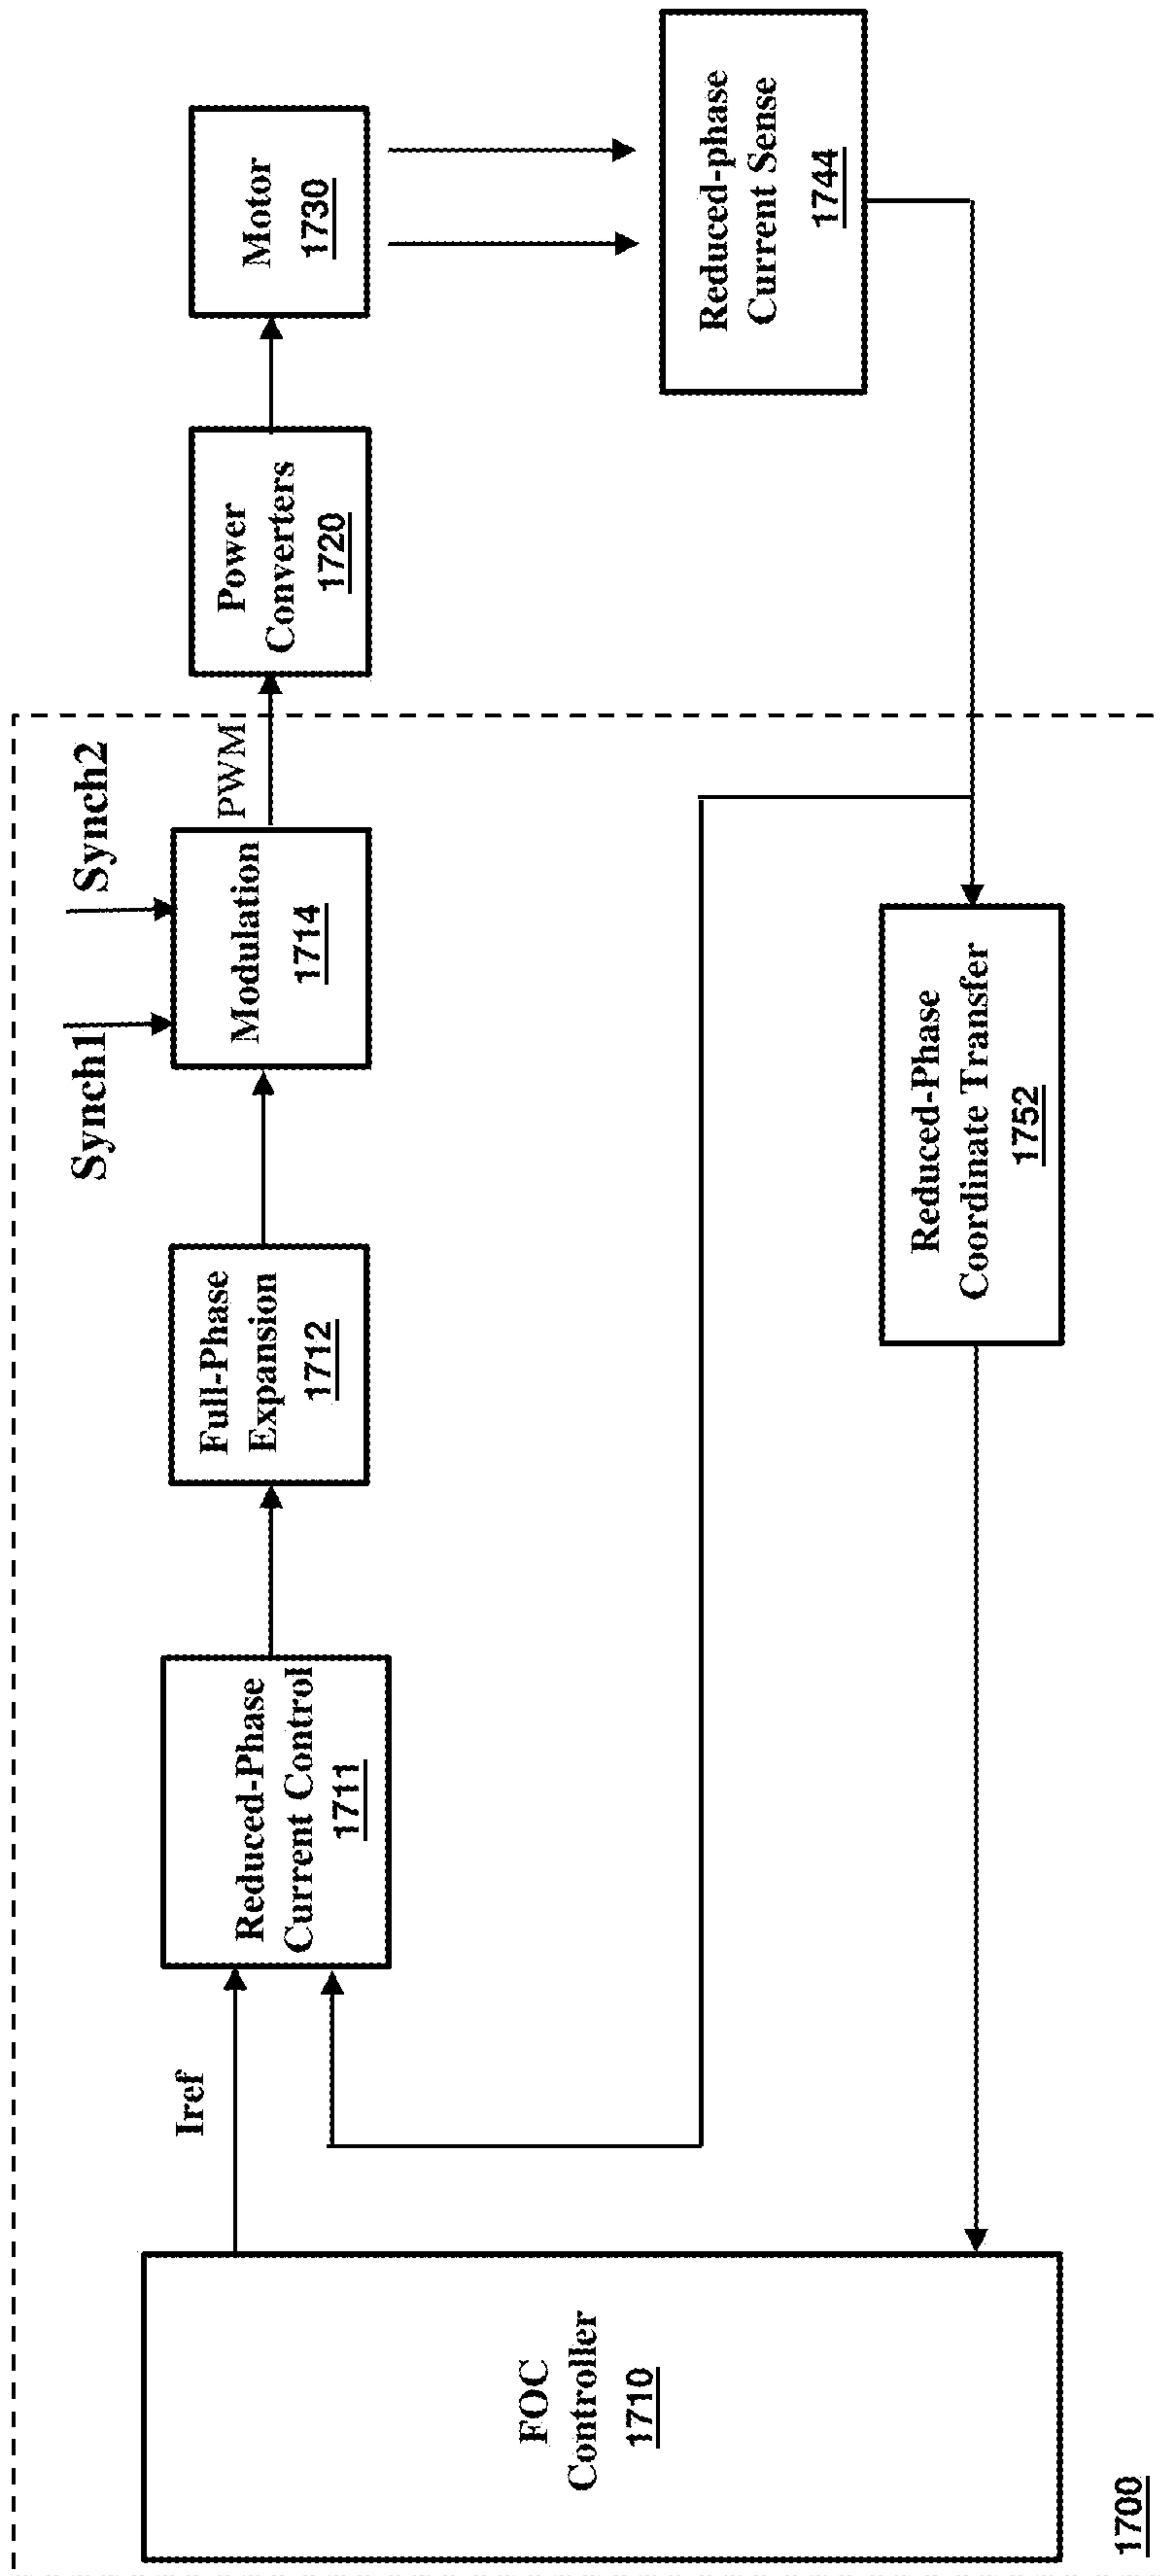 FOC
Controller
1710
Iref
Reduced-Phase
Current Control
1711
Full-Phase
Expansion
1712
Synch1
Synch2
Modulation
1714
PWM
Power
Converters
1720
Motor
1730
Reduced-phase
Current Sense
1744
Reduced-Phase
Coordinate Transfer
1752
1700